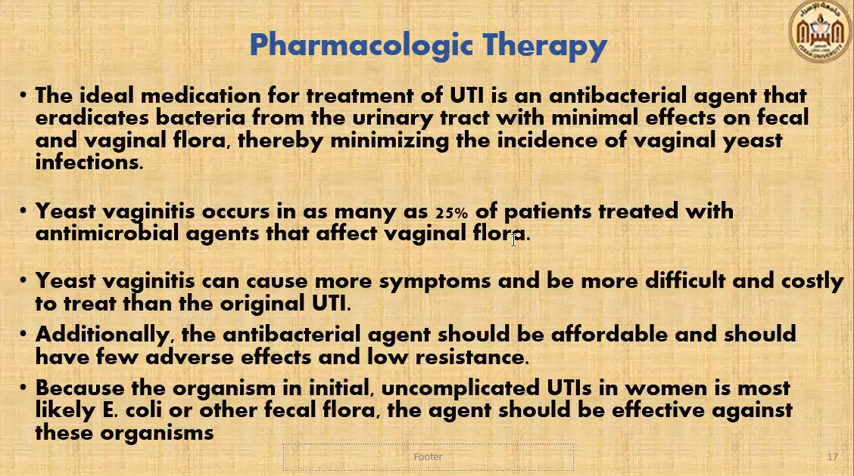 Pharmacologic Therapy
• The ideal medication for treatment of UTI is an antibacterial agent that
eradicates bacteria from the urinary tract with minimal effects on fecal
and vaginal flora, thereby minimizing the incidence of vaginal yeast
infections.
• Yeast vaginitis occurs in as many as 25% of patients treated with
antimicrobial agents that affect vaginal flora.
• Yeast vaginitis can cause more symptoms and be more difficult and costly
to treat than the original UTI.
• Additionally, the antibacterial agent should be affordable and should
have few adverse effects and low resistance.
• Because the organism in initial, uncomplicated UTIs in women is most
likely E. coli or other fecal flora, the agent should be effective against
these organisms
Footer
17